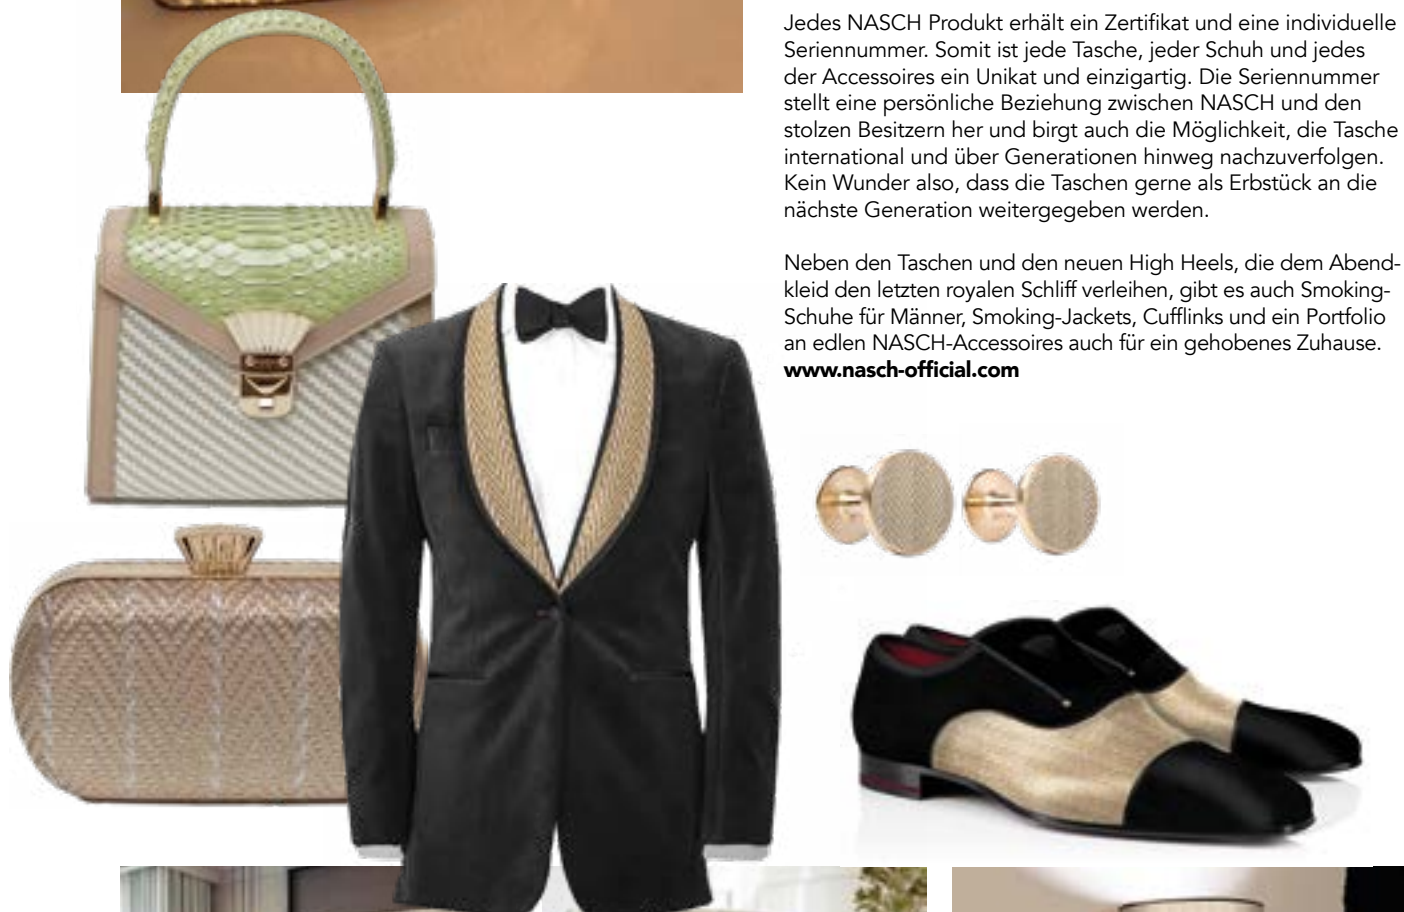 Jedes NASCH Produkt erhält ein Zertifikat und eine individuelle
Seriennummer. Somit ist jede Tasche, jeder Schuh und jedes
der Accessoires ein Unikat und einzigartig. Die Seriennummer
stellt eine persönliche Beziehung zwischen NASCH und den
stolzen Besitzern her und birgt auch die Möglichkeit, die Tasche
international und über Generationen hinweg nachzuverfolgen.
Kein Wunder also, dass die Taschen gerne als Erbstück an die
nächste Generation weitergegeben werden.
Neben den Taschen und den neuen High Heels, die dem Abend-
kleid den letzten royalen Schliff verleihen, gibt es auch Smoking-
Schuhe für Männer, Smoking-Jackets, Cufflinks und ein Portfolio
an edlen NASCH-Accessoires auch für ein gehobenes Zuhause.
www.nasch-official.com